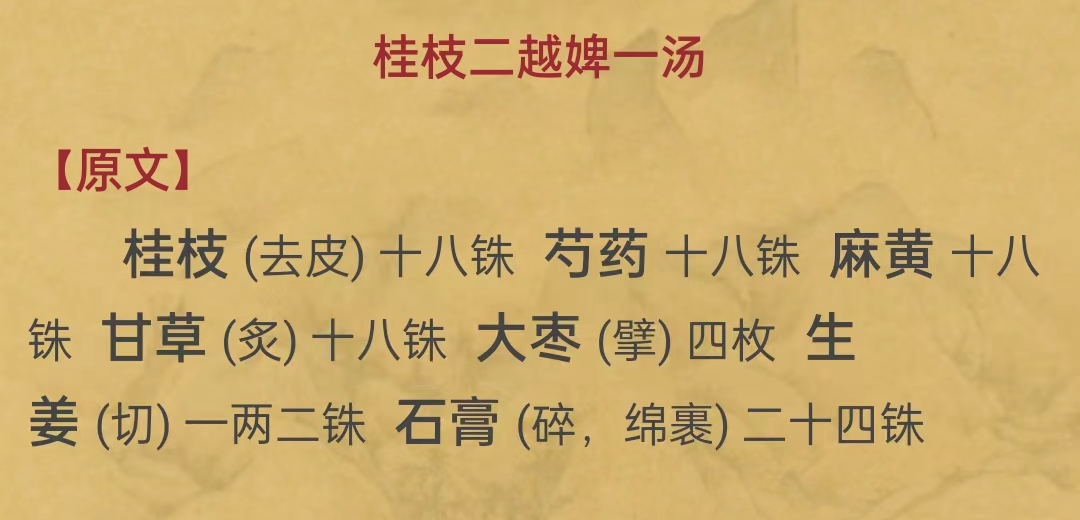 桂枝二越婢一汤
【原文】
桂枝 (去皮) 十八铢 芍药 十八铢 麻黄 十八
铢 甘草 (炙) 十八铢 大枣 (擘) 四枚 生
姜 (切) 一两二铢 石膏 (碎，绵裹) 二十四铢